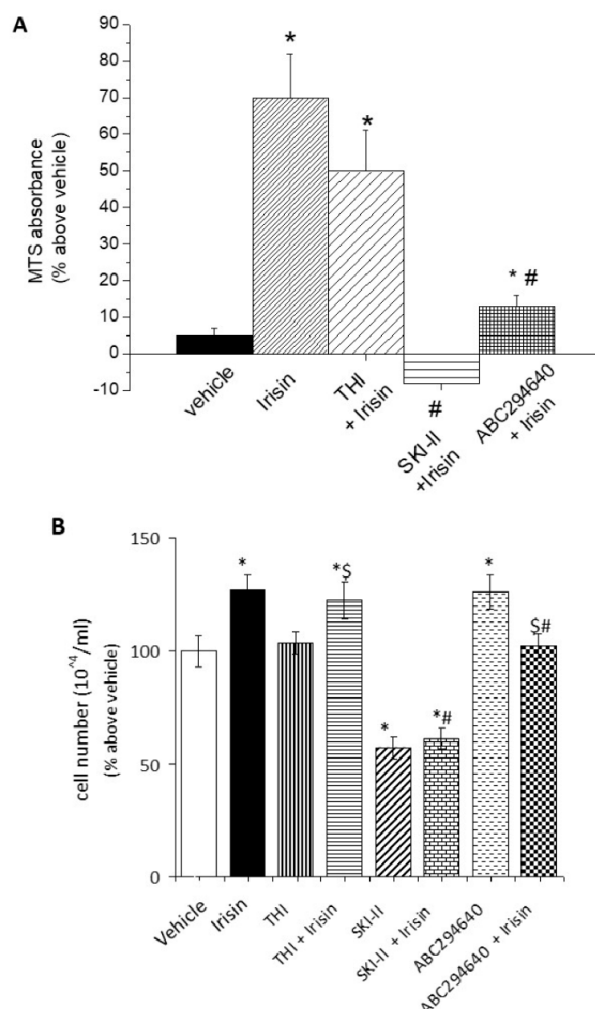 A
MTS absorbance
(% above vehicle)
90
80
70
60
50
40
30
20
10
0
-10
*
*
#
* #
vehicle
Irisin
THI
+ Irisin
SKI-II
+Irisin
ABC294640
+ Irisin
B
cell number (10^4/ml)
(% above vehicle)
150
100
50
0
*
*$
*
*#
*
$#
Vehicle
Irisin
THI
THI + Irisin
SKI-II
SKI-II + Irisin
ABC294640
ABC294640 + Irisin